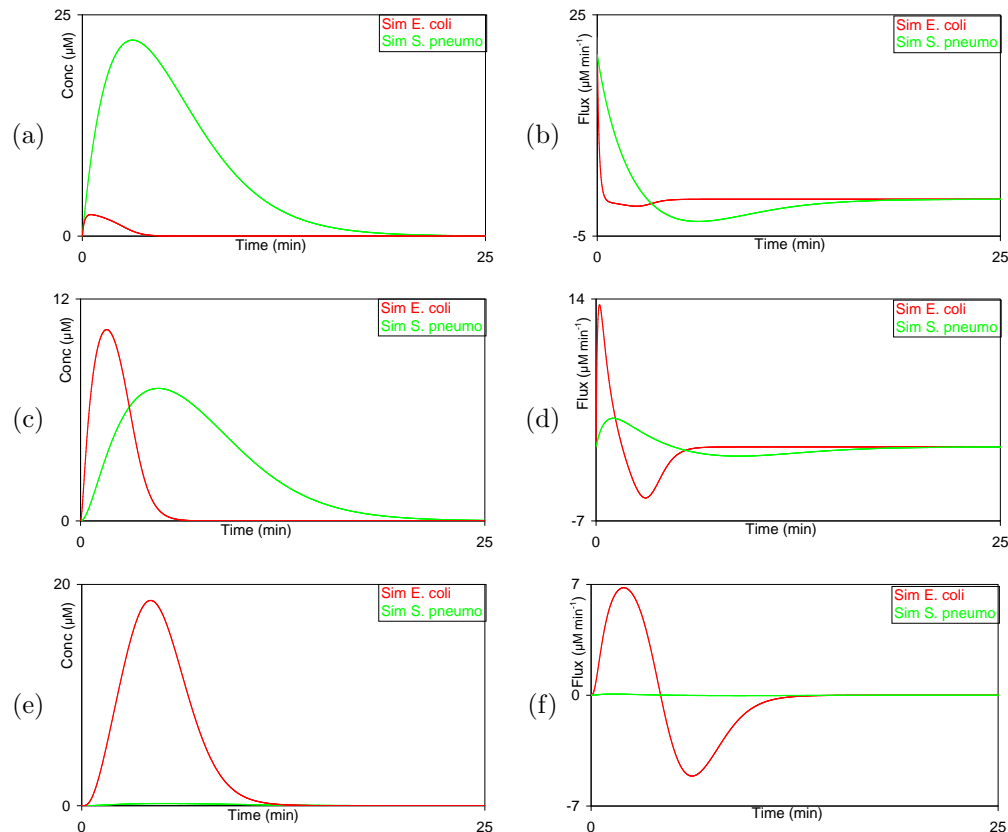 (a)
25
Conc (µM)
0
Sim E. coli
Sim S. pneumo
Time (min)
0
25
(b)
25
Flux (µM min⁻¹)
-5
Sim E. coli
Sim S. pneumo
Time (min)
0
25
(c)
12
Conc (µM)
0
Sim E. coli
Sim S. pneumo
Time (min)
0
25
(d)
14
Flux (µM min⁻¹)
-7
Sim E. coli
Sim S. pneumo
Time (min)
0
25
(e)
20
Conc (µM)
0
Sim E. coli
Sim S. pneumo
Time (min)
0
25
(f)
7
Flux (µM min⁻¹)
0
-7
Sim E. coli
Sim S. pneumo
Time (min)
0
25